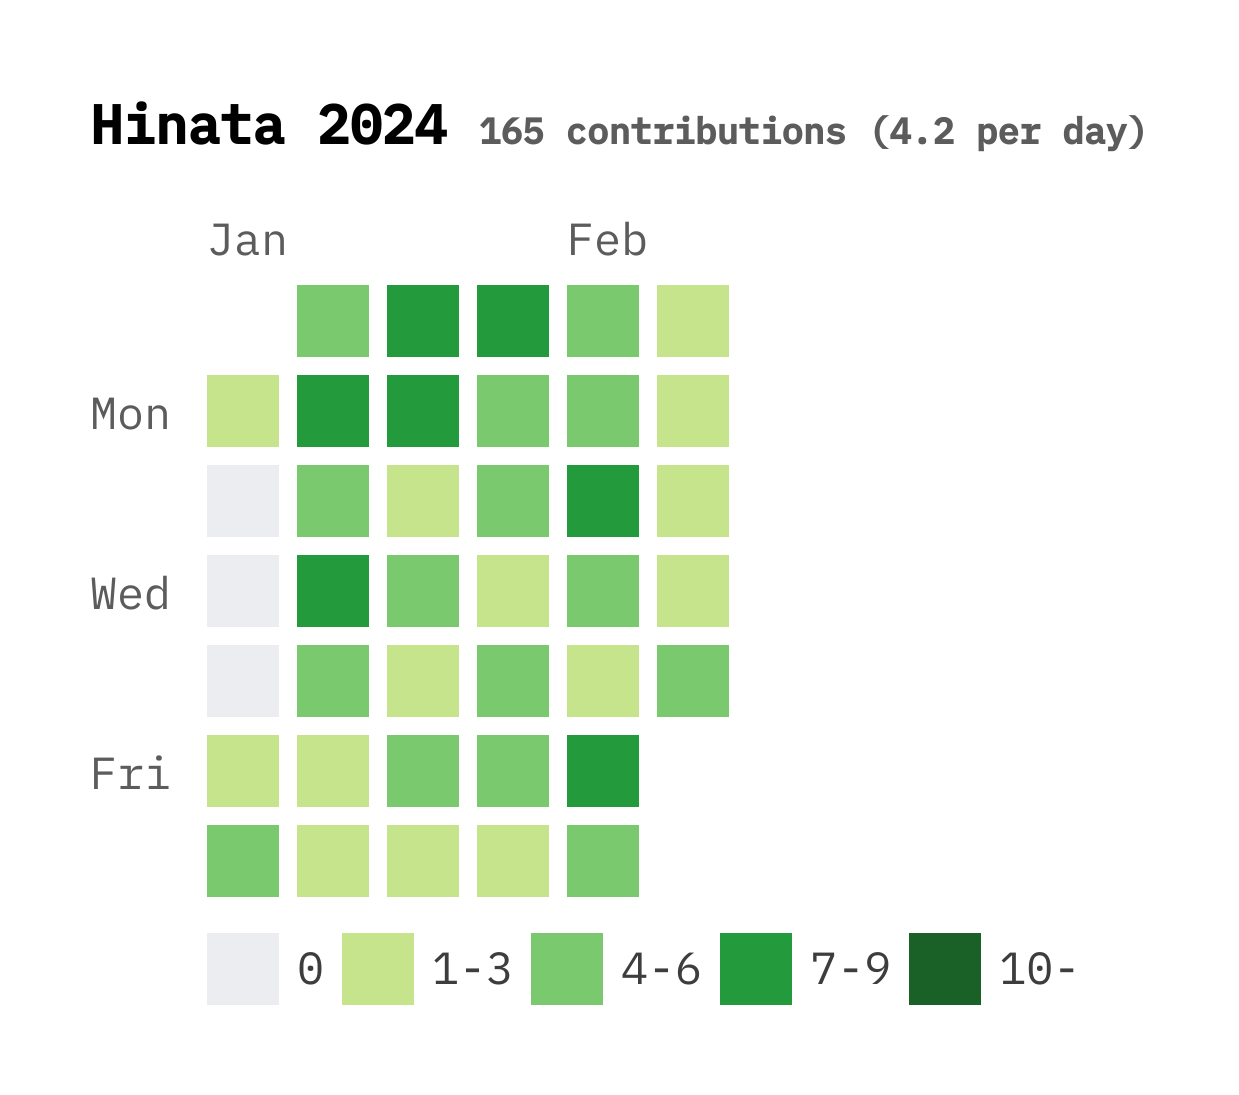 Hinata 2024 165 contributions (4.2 per day)
Jan Feb
Mon
Wed
Fri
0 1-3 4-6 7-9 10-